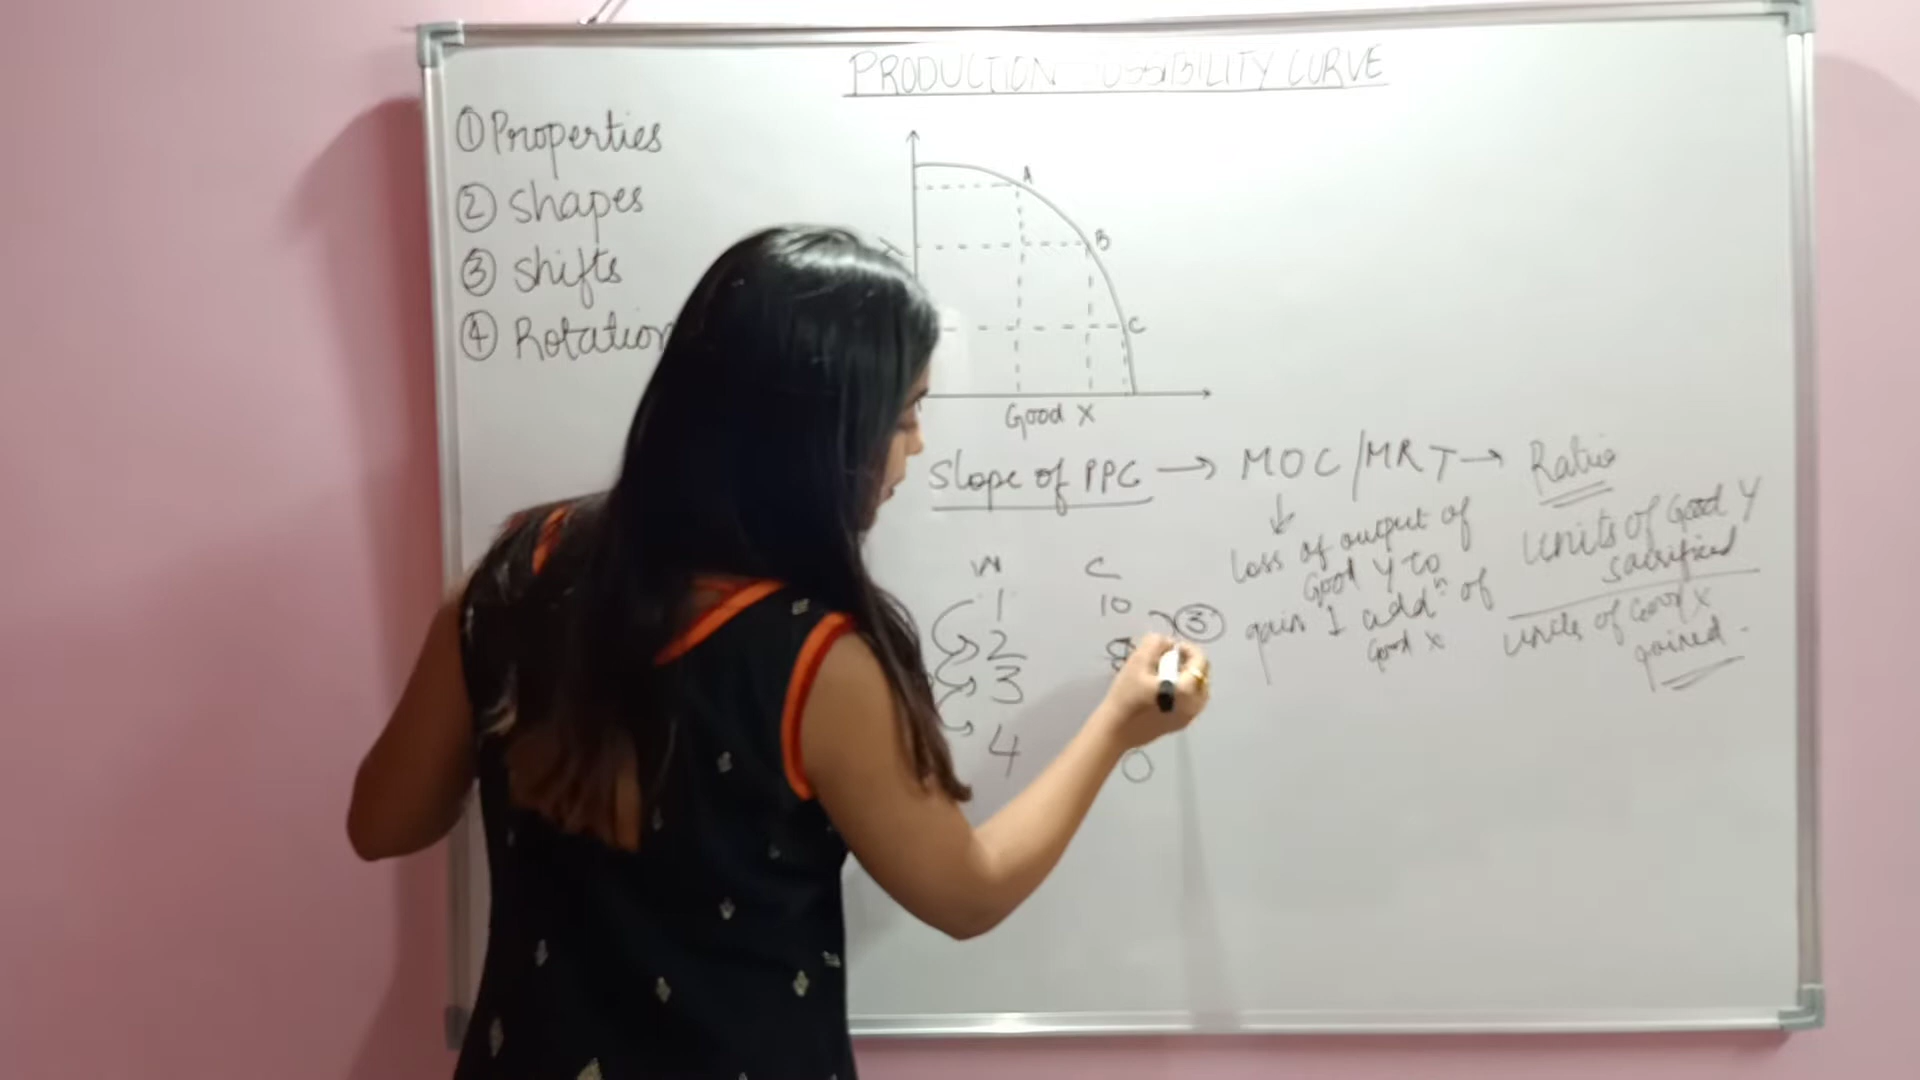 PRODUCTION POSSIBILITY CURVE
① Properties
② Shapes
③ Shifts
④ Rotation
A
B
C
Good X
Slope of PPC → MOC/MRT → Ratio
↓
loss of output of
Good Y to
gain 1 addⁿ of
Good X
Units of Good Y
sacrificed
Units of Good X
gained.
W C
1 10
③
2
3
4 0